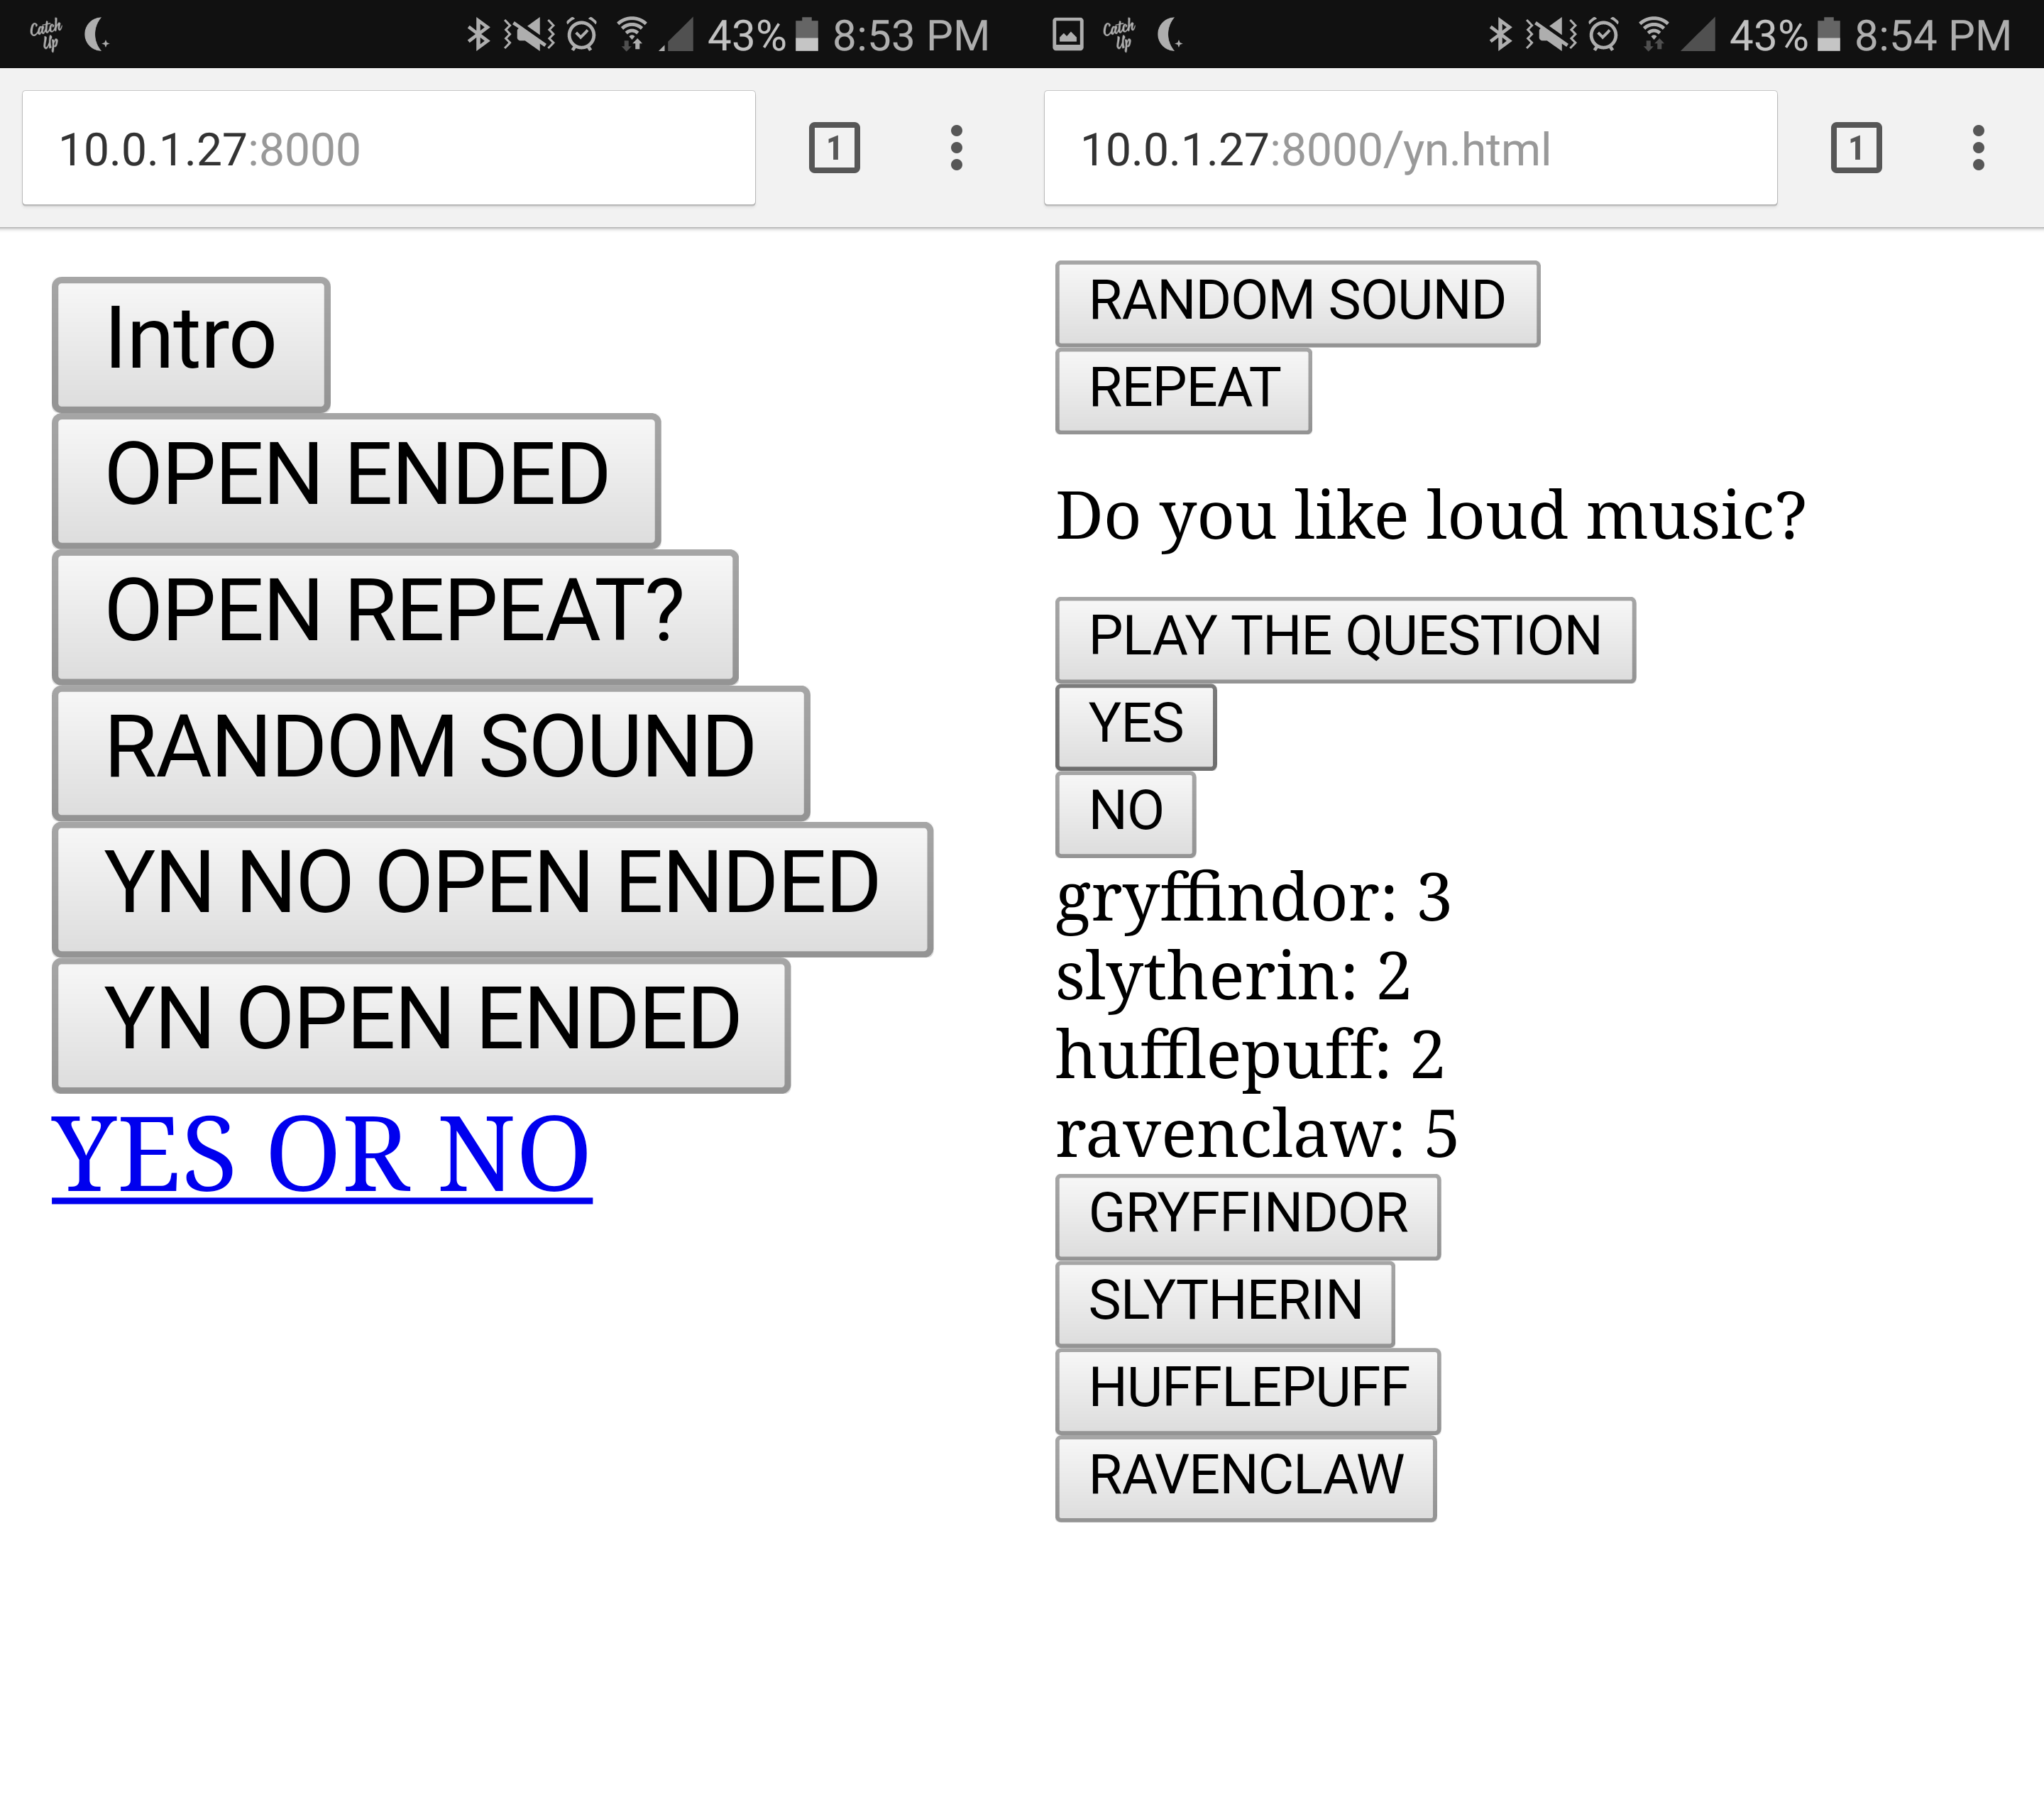 Catch Up 43% 8:53 PM
10.0.1.27:8000 1
Intro
OPEN ENDED
OPEN REPEAT?
RANDOM SOUND
YN NO OPEN ENDED
YN OPEN ENDED
YES OR NO
Catch Up 43% 8:54 PM
10.0.1.27:8000/yn.html 1
RANDOM SOUND
REPEAT
Do you like loud music?
PLAY THE QUESTION
YES
NO
gryffindor: 3
slytherin: 2
hufflepuff: 2
ravenclaw: 5
GRYFFINDOR
SLYTHERIN
HUFFLEPUFF
RAVENCLAW